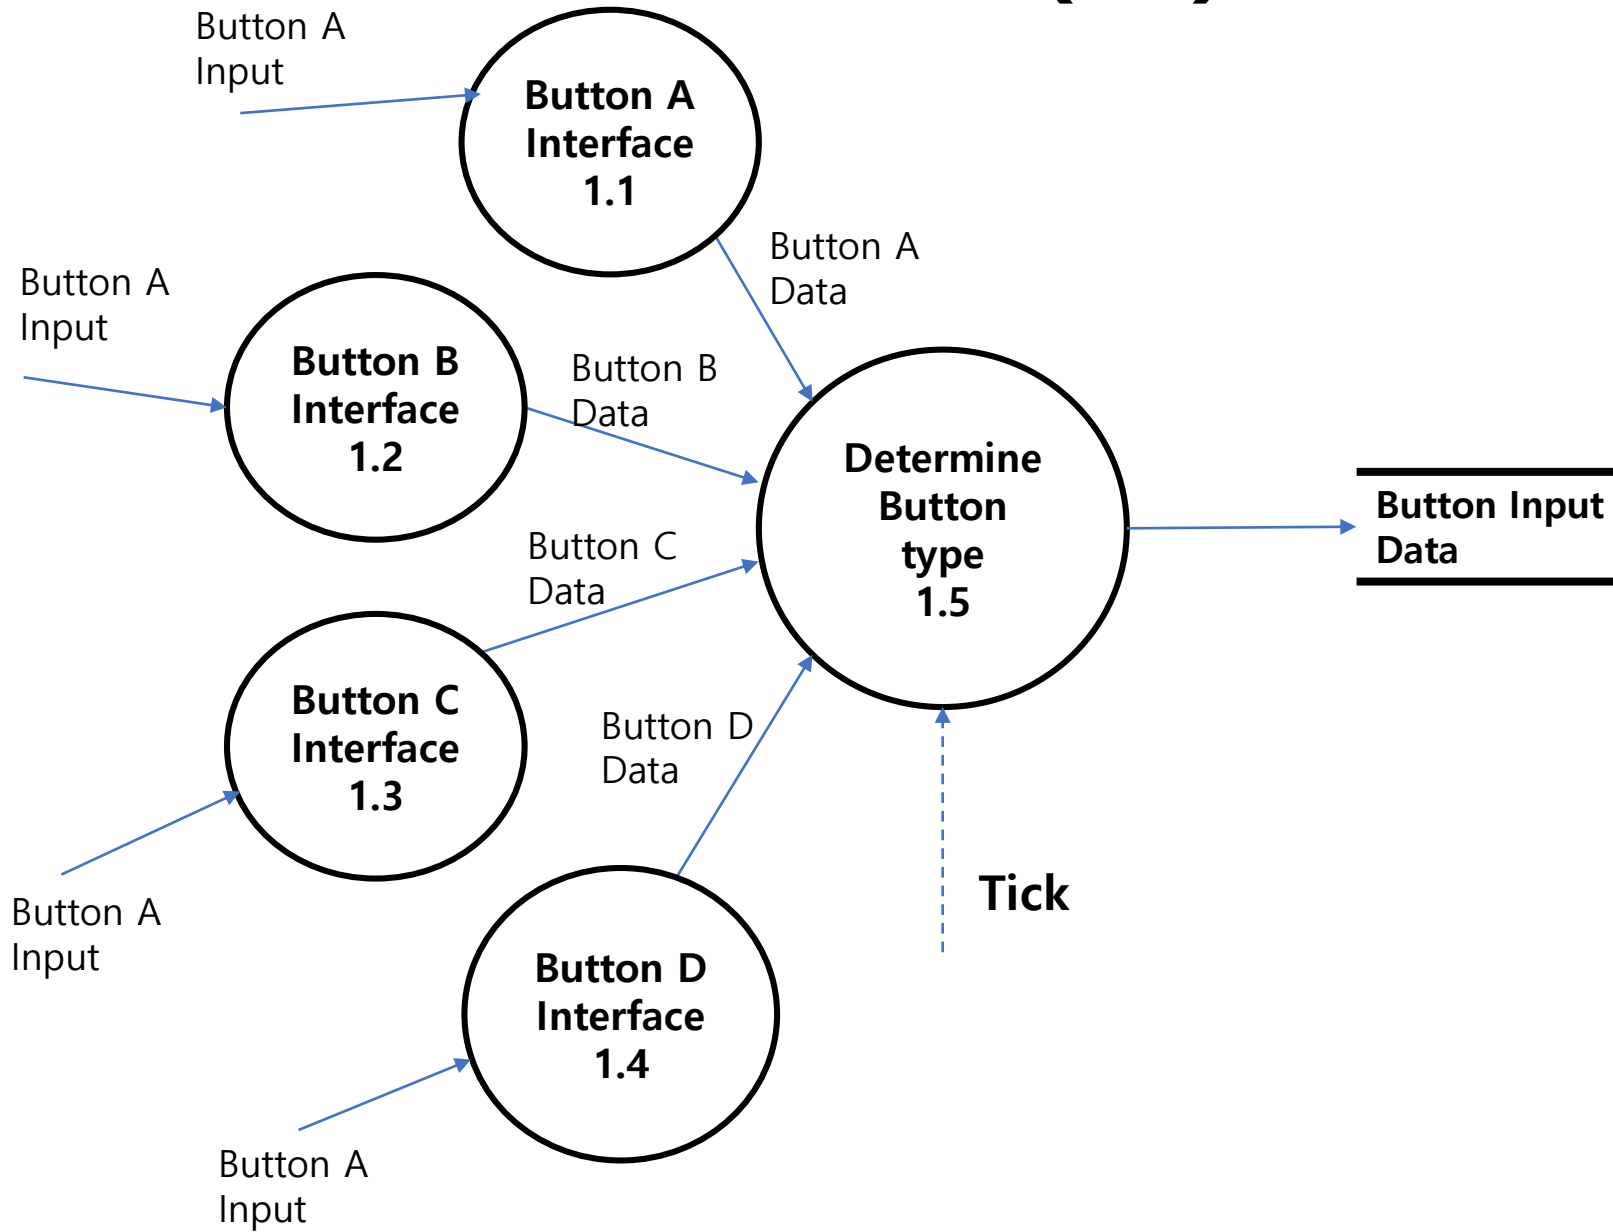 Button A
Input
Button A
Interface
1.1
Button A
Data
Button A
Input
Button B
Interface
1.2
Button B
Data
Determine
Button
type
1.5
Button Input
Data
Button C
Data
Button C
Interface
1.3
Button D
Data
Button A
Input
Tick
Button D
Interface
1.4
Button A
Input